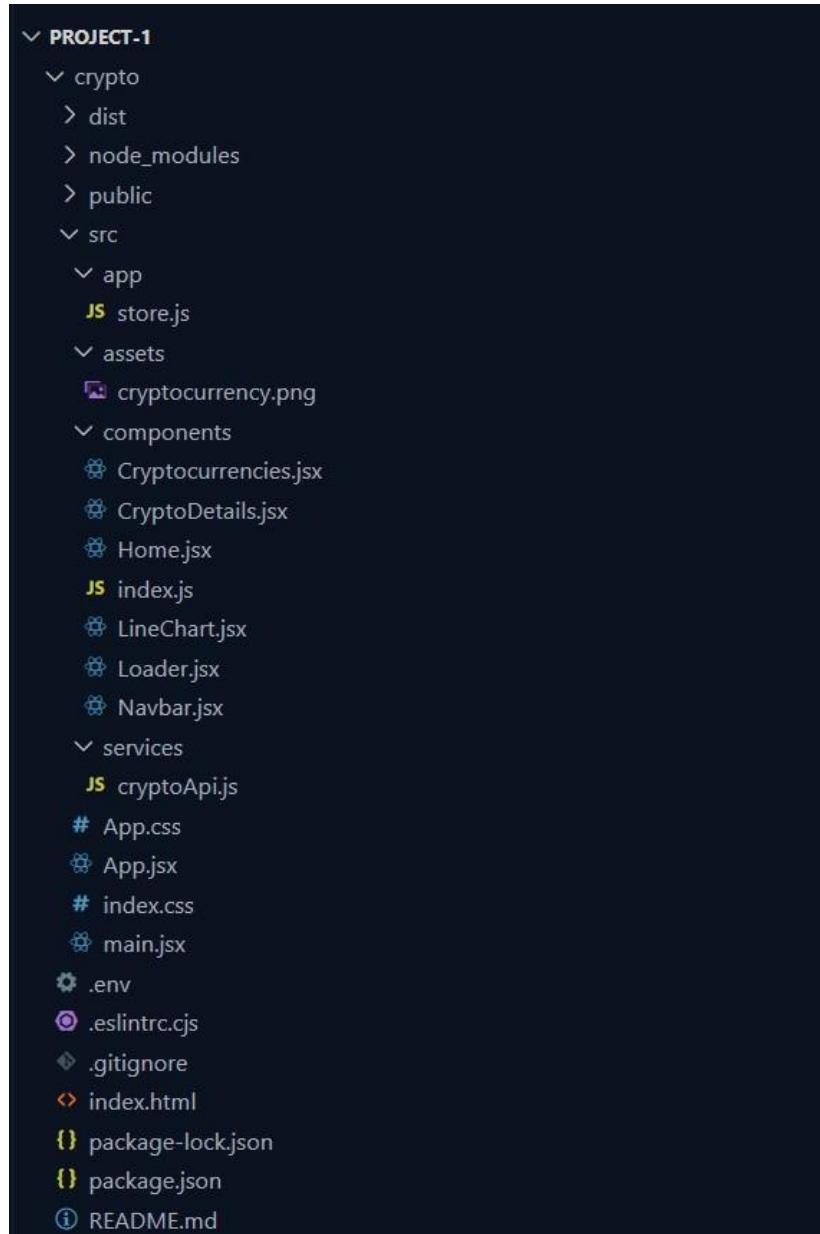 PROJECT-1
crypto
dist
node_modules
public
src
app
JS store.js
assets
cryptocurrency.png
components
Cryptocurrencies.jsx
CryptoDetails.jsx
Home.jsx
JS index.js
LineChart.jsx
Loader.jsx
Navbar.jsx
services
JS cryptoApi.js
# App.css
App.jsx
# index.css
main.jsx
.env
.eslintrc.cjs
.gitignore
<> index.html
{} package-lock.json
{} package.json
README.md